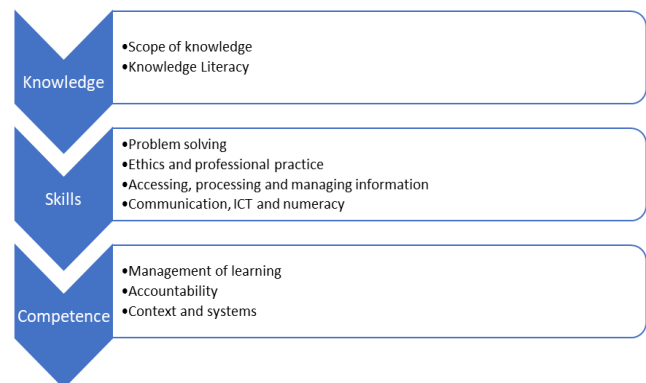 Knowledge
•Scope of knowledge
•Knowledge Literacy
Skills
•Problem solving
•Ethics and professional practice
•Accessing, processing and managing information
•Communication, ICT and numeracy
Competence
•Management of learning
•Accountability
•Context and systems